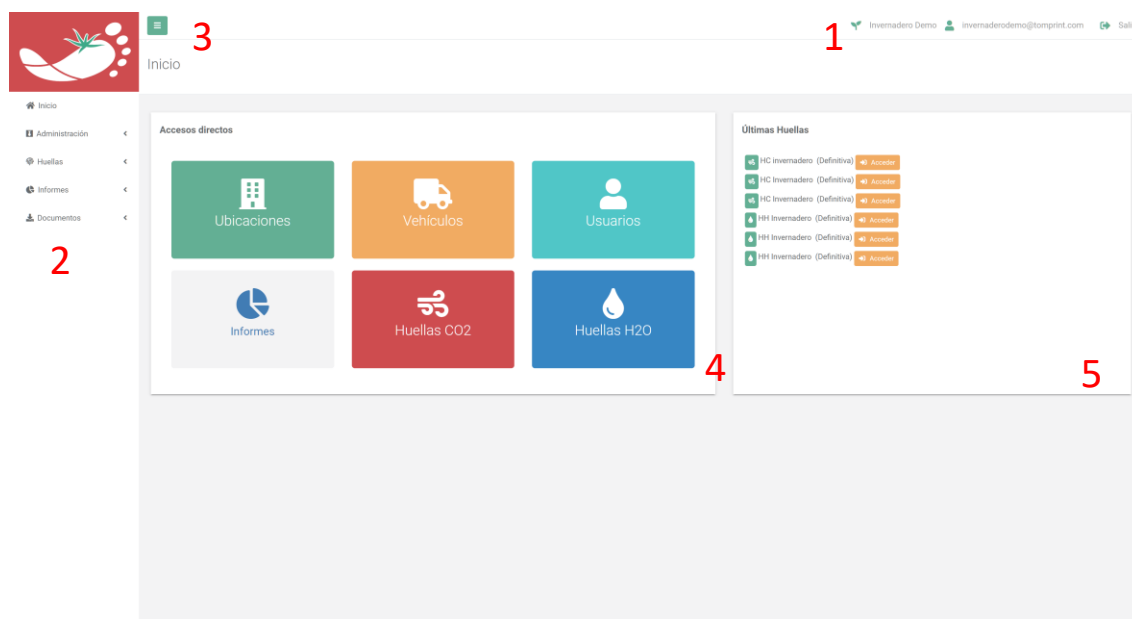 3
1
Invernadero Demo invernaderodemo@tomprint.com Sali
Inicio
Inicio
Administración
Huellas
Informes
Documentos
2
Accesos directos
Ubicaciones
Vehículos
Usuarios
Informes
Huellas CO2
Huellas H2O
4
Últimas Huellas
HC invernadero (Definitiva) Acceder
HC Invernadero (Definitiva) Acceder
HC Invernadero (Definitiva) Acceder
HH Invernadero (Definitiva) Acceder
HH Invernadero (Definitiva) Acceder
HH Invernadero (Definitiva) Acceder
5